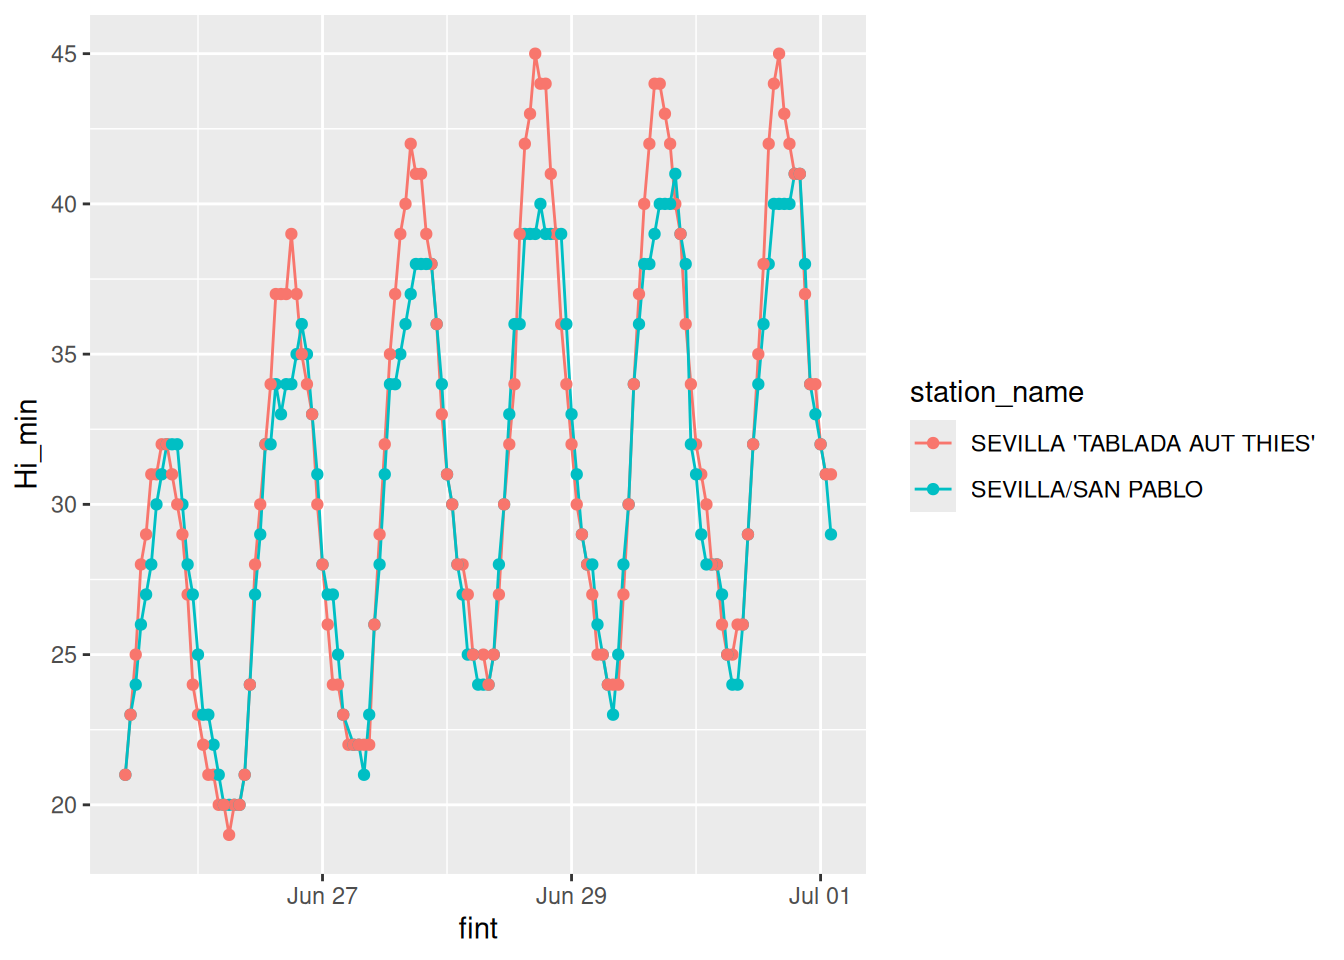 45
40
35
30
25
20
Hi_min
Jun 27
Jun 29
Jul 01
fint
station_name
SEVILLA 'TABLADA AUT THIES'
SEVILLA/SAN PABLO